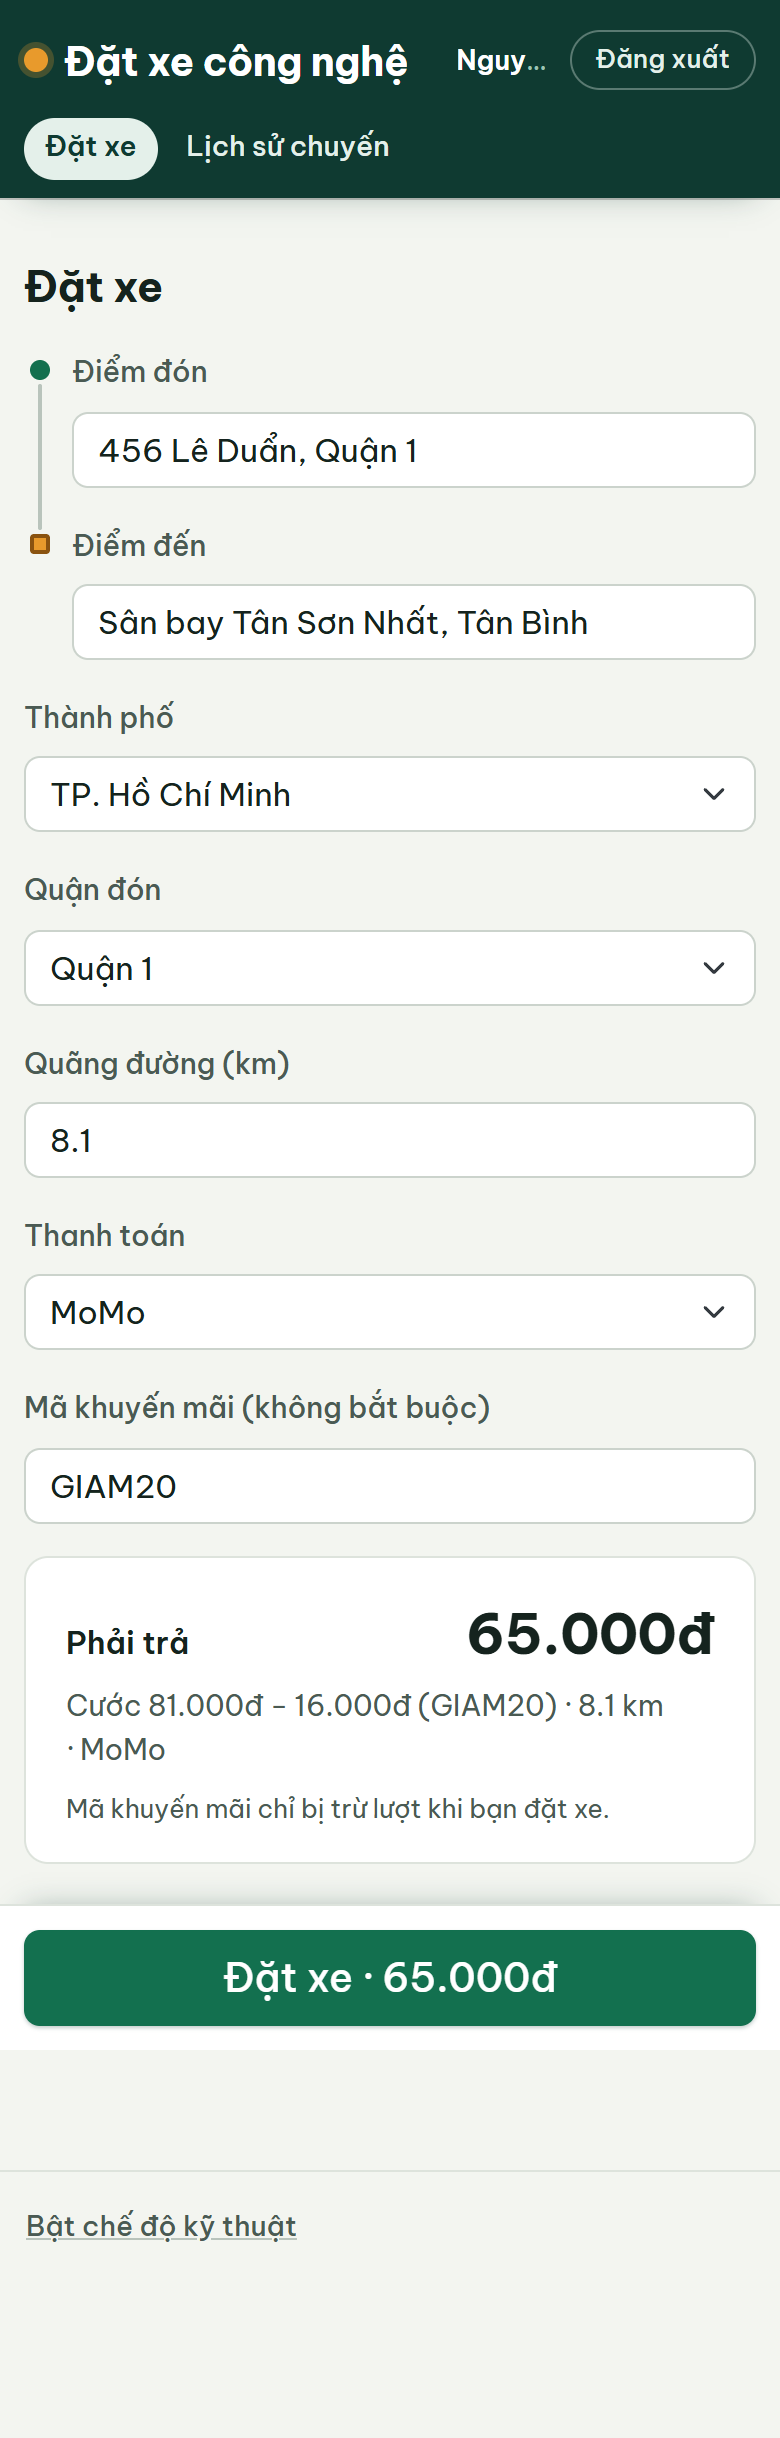 Đặt xe công nghệ
Nguy...
Đăng xuất
Đặt xe
Lịch sử chuyến
Đặt xe
Điểm đón
456 Lê Duẩn, Quận 1
Điểm đến
Sân bay Tân Sơn Nhất, Tân Bình
Thành phố
TP. Hồ Chí Minh
Quận đón
Quận 1
Quãng đường (km)
8.1
Thanh toán
MoMo
Mã khuyến mãi (không bắt buộc)
GIAM20
Phải trả
65.000đ
Cước 81.000đ − 16.000đ (GIAM20) · 8.1 km
· MoMo
Mã khuyến mãi chỉ bị trừ lượt khi bạn đặt xe.
Đặt xe · 65.000đ
Bật chế độ kỹ thuật